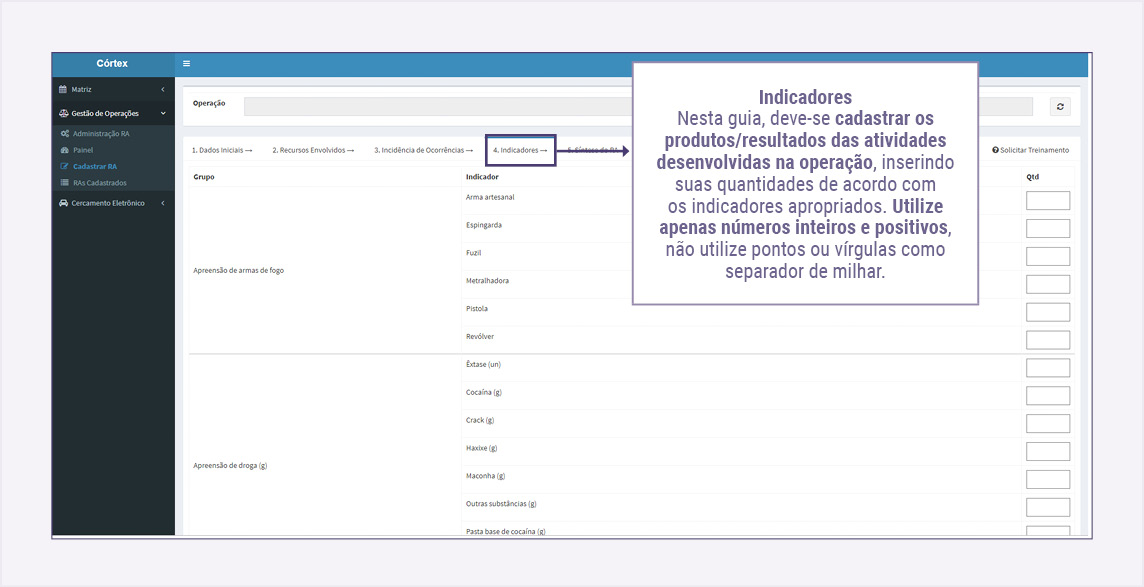 Córtex
Matriz
Gestão de Operações
Administração RA
Painel
Cadastrar RA
RAs Cadastrados
Cercamento Eletrônico
Operação
1. Dados Iniciais →
2. Recursos Envolvidos →
3. Incidência de Ocorrências →
4. Indicadores →
5. Síntese do RA
Solicitar Treinamento
Indicadores
Nesta guia, deve-se cadastrar os
produtos/resultados das atividades
desenvolvidas na operação, inserindo
suas quantidades de acordo com
os indicadores apropriados. Utilize
apenas números inteiros e positivos,
não utilize pontos ou vírgulas como
separador de milhar.
Grupo
Indicador
Qtd
Apreensão de armas de fogo
Arma artesanal
Espingarda
Fuzil
Metralhadora
Pistola
Revólver
Apreensão de droga (g)
Êxtase (un)
Cocaína (g)
Crack (g)
Haxixe (g)
Maconha (g)
Outras substâncias (g)
Pasta base de cocaína (g)